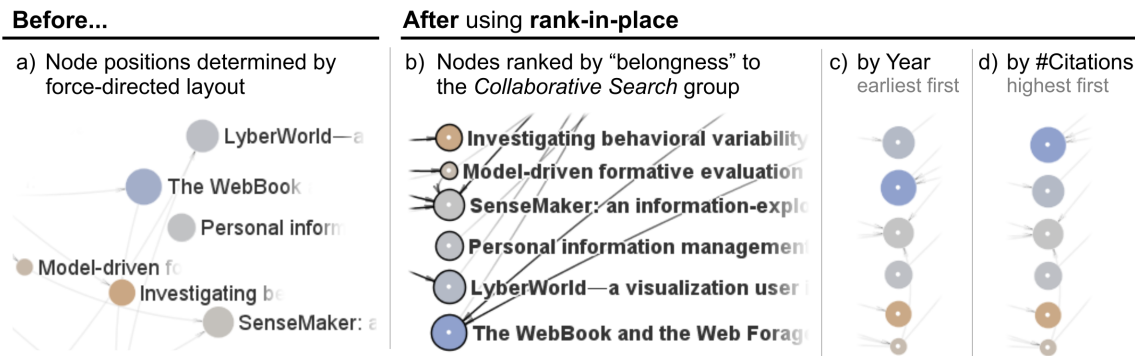 Before...
After using rank-in-place
a) Node positions determined by
force-directed layout
LyberWorld—a
The WebBook
Personal inform
Model-driven fo
Investigating be
SenseMaker: a
b) Nodes ranked by “belongness” to
the Collaborative Search group
Investigating behavioral variability
Model-driven formative evaluation
SenseMaker: an information-explo
Personal information management
LyberWorld—a visualization user
The WebBook and the Web Forage
c) by Year
earliest first
d) by #Citations
highest first